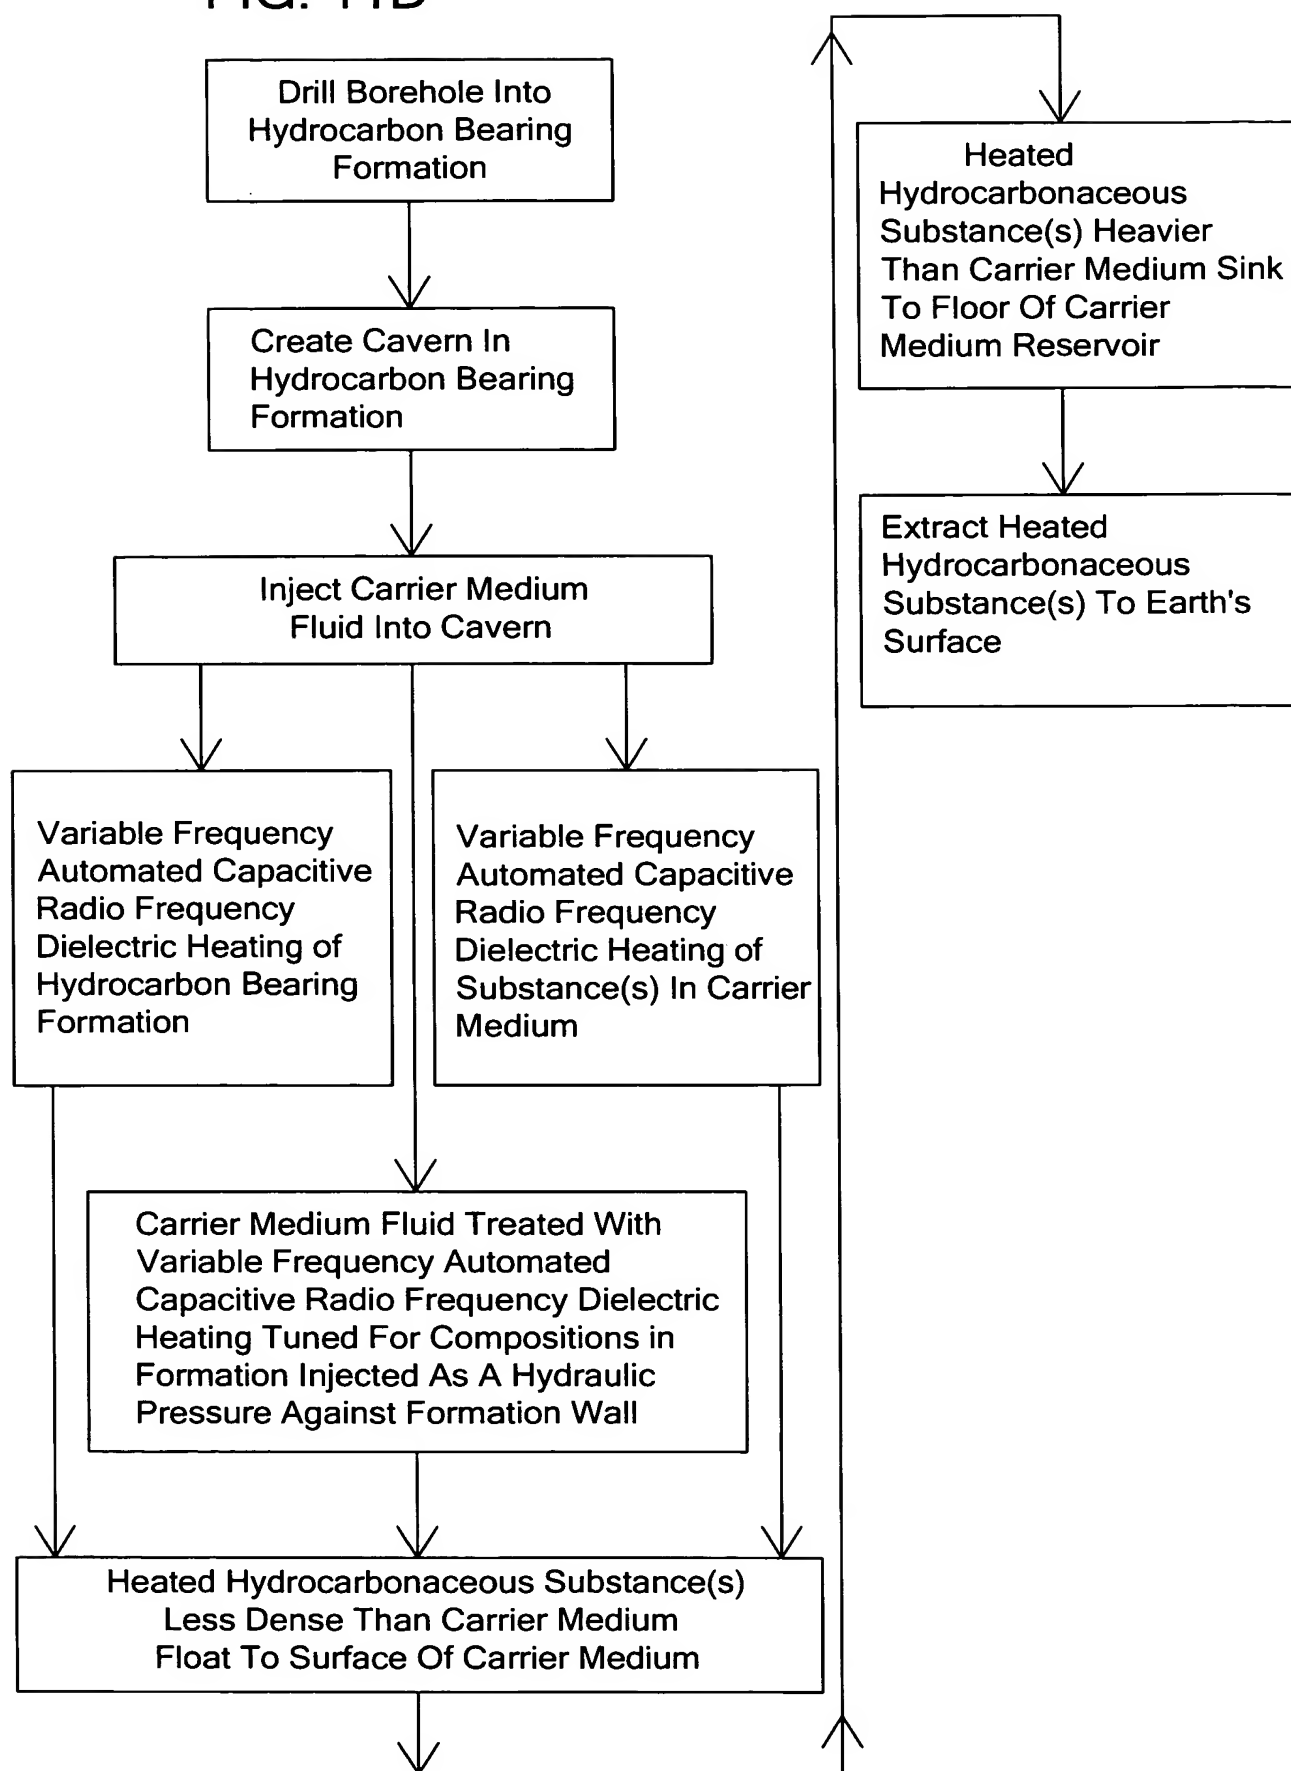 Drill Borehole Into
Hydrocarbon Bearing
Formation
Create Cavern In
Hydrocarbon Bearing
Formation
Inject Carrier Medium
Fluid Into Cavern
Variable Frequency
Automated Capacitive
Radio Frequency
Dielectric Heating of
Hydrocarbon Bearing
Formation
Variable Frequency
Automated Capacitive
Radio Frequency
Dielectric Heating of
Substance(s) In Carrier
Medium
Carrier Medium Fluid Treated With
Variable Frequency Automated
Capacitive Radio Frequency Dielectric
Heating Tuned For Compositions in
Formation Injected As A Hydraulic
Pressure Against Formation Wall
Heated Hydrocarbonaceous Substance(s)
Less Dense Than Carrier Medium
Float To Surface Of Carrier Medium
Heated
Hydrocarbonaceous
Substance(s) Heavier
Than Carrier Medium Sink
To Floor Of Carrier
Medium Reservoir
Extract Heated
Hydrocarbonaceous
Substance(s) To Earth's
Surface